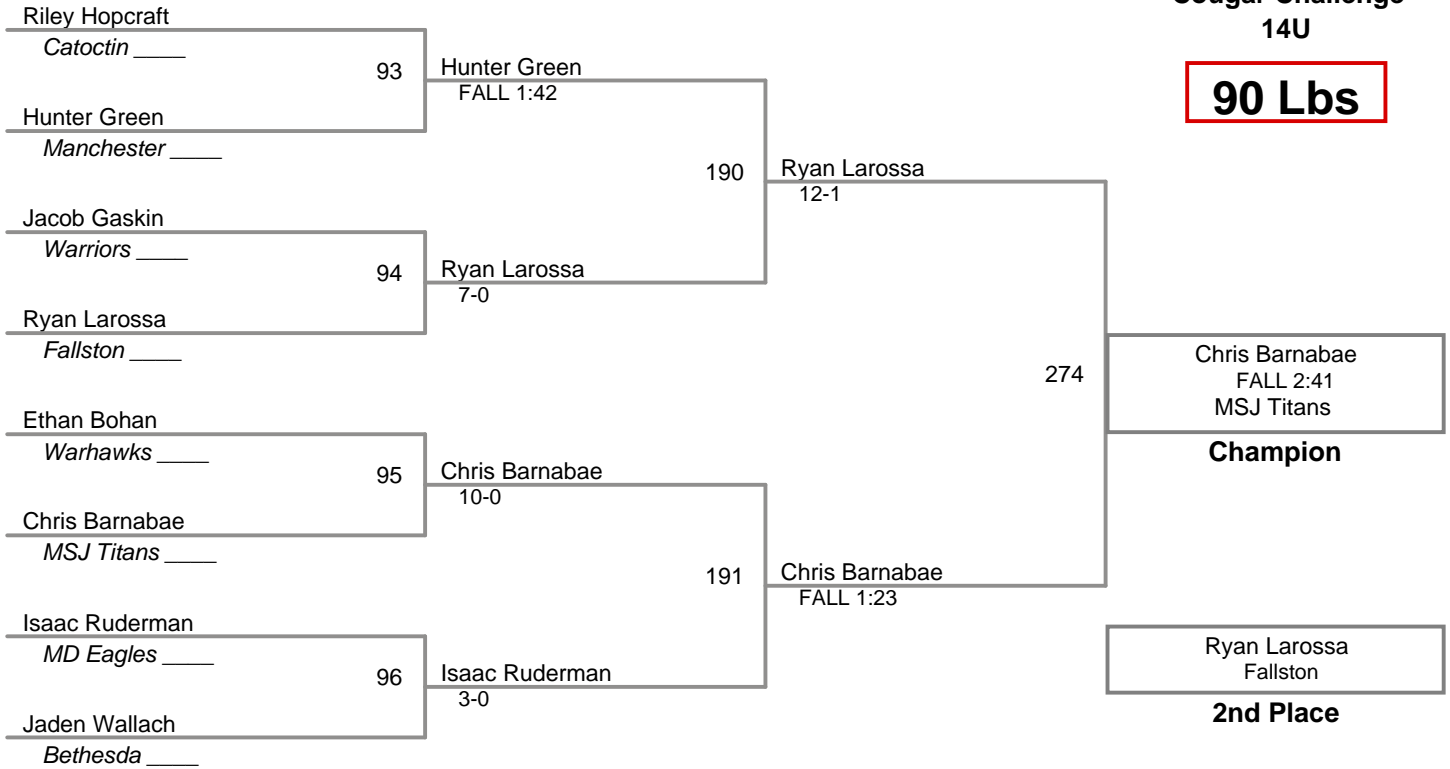 Cougar Challenge
14U
90 Lbs
Riley Hopcraft
Catoctin ____
93
Hunter Green
FALL 1:42
Hunter Green
Manchester ____
190
Ryan Larossa
12-1
Jacob Gaskin
Warriors ____
94
Ryan Larossa
7-0
Ryan Larossa
Fallston ____
274
Chris Barnabae
FALL 2:41
MSJ Titans
Champion
Ethan Bohan
Warhawks ____
95
Chris Barnabae
10-0
Chris Barnabae
MSJ Titans ____
191
Chris Barnabae
FALL 1:23
Isaac Ruderman
MD Eagles ____
96
Isaac Ruderman
3-0
Jaden Wallach
Bethesda ____
Ryan Larossa
Fallston
2nd Place